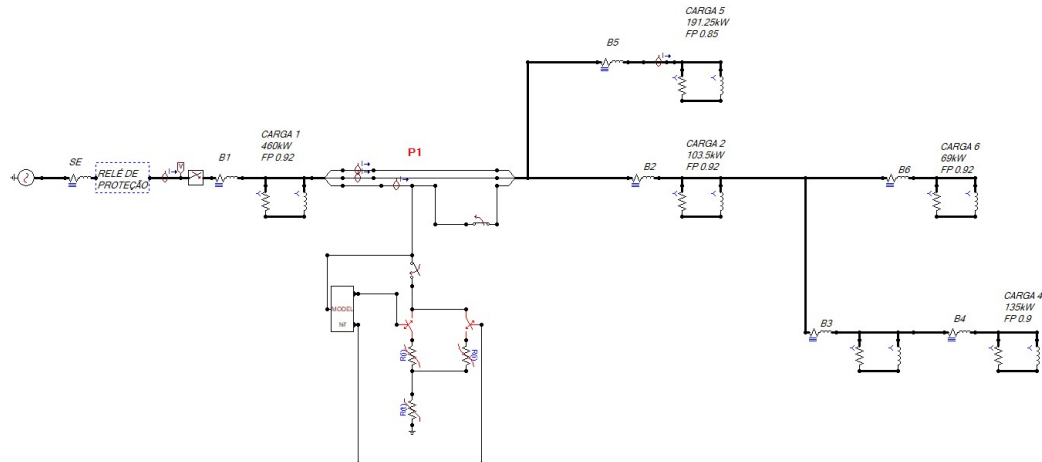 CARGA 5
191.25kW
FP 0.85
B5
I
SE
RELÉ DE
PROTEÇÃO
I
V
B1
CARGA 1
460kW
FP 0.92
P1
I
I
I
B2
CARGA 2
103.5kW
FP 0.92
B6
CARGA 6
69kW
FP 0.92
MODEL
NF
R(i)
R(i)
R(t)
B3
B4
CARGA 4
135kW
FP 0.9